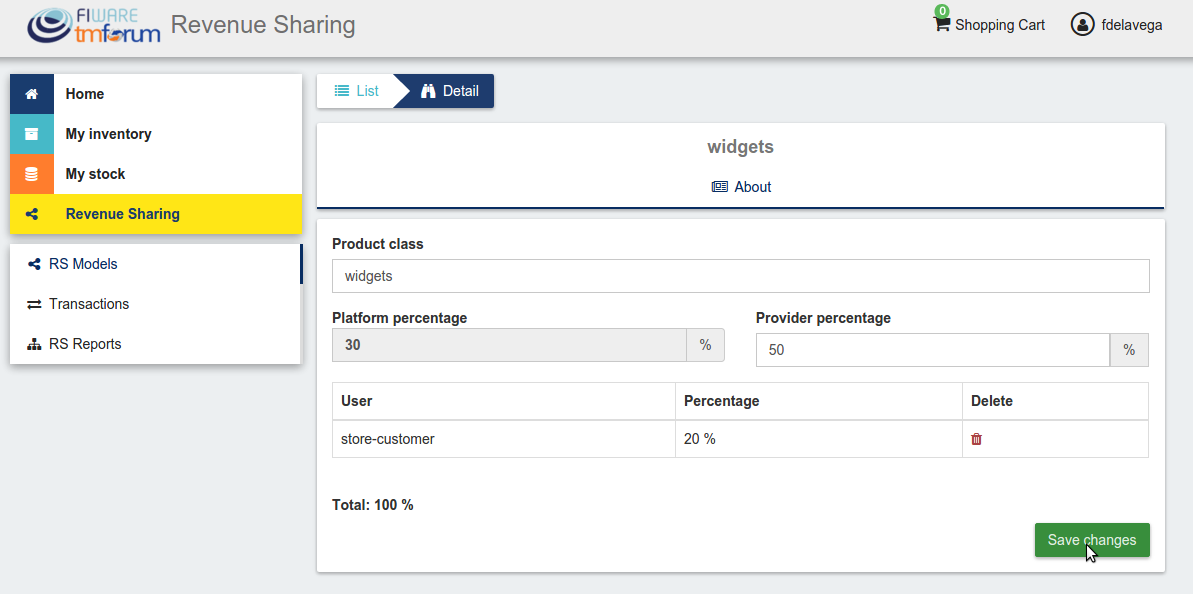 FIWARE
tmforum
Revenue Sharing
0
Shopping Cart
fdelavega
Home
My inventory
My stock
Revenue Sharing
RS Models
Transactions
RS Reports
List
Detail
widgets
About
Product class
widgets
Platform percentage
Provider percentage
30 %
50 %
User Percentage Delete
store-customer 20 %
Total: 100 %
Save changes